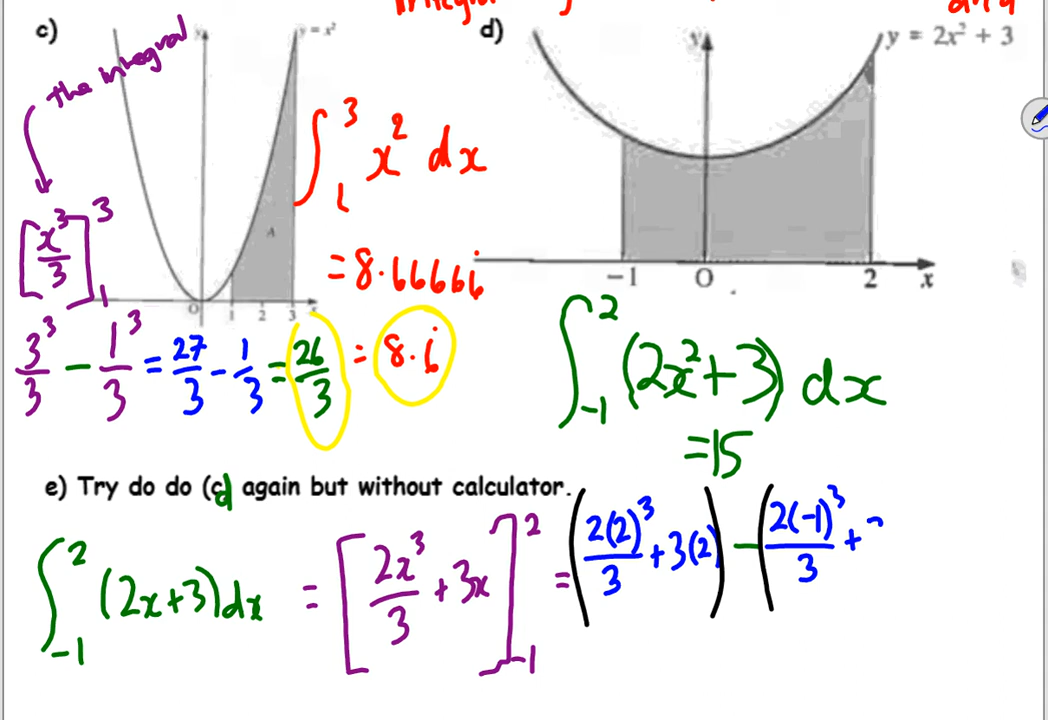 c)
y = x²
d)
y
y = 2x² + 3
the integral
∫₁³ x² dx
[x³/3]₁³
A
= 8.66666
O 1 2 3
-1 O 2 x
3³/3 - 1³/3 = 27/3 - 1/3 = 26/3 = 8.6̇
∫₋₁² (2x²+3) dx
=15
e) Try do do (d again but without calculator.
∫₋₁² (2x+3)dx = [2x³/3 + 3x]₋₁² = (2(2)³/3 + 3(2)) - (2(-1)³/3 +